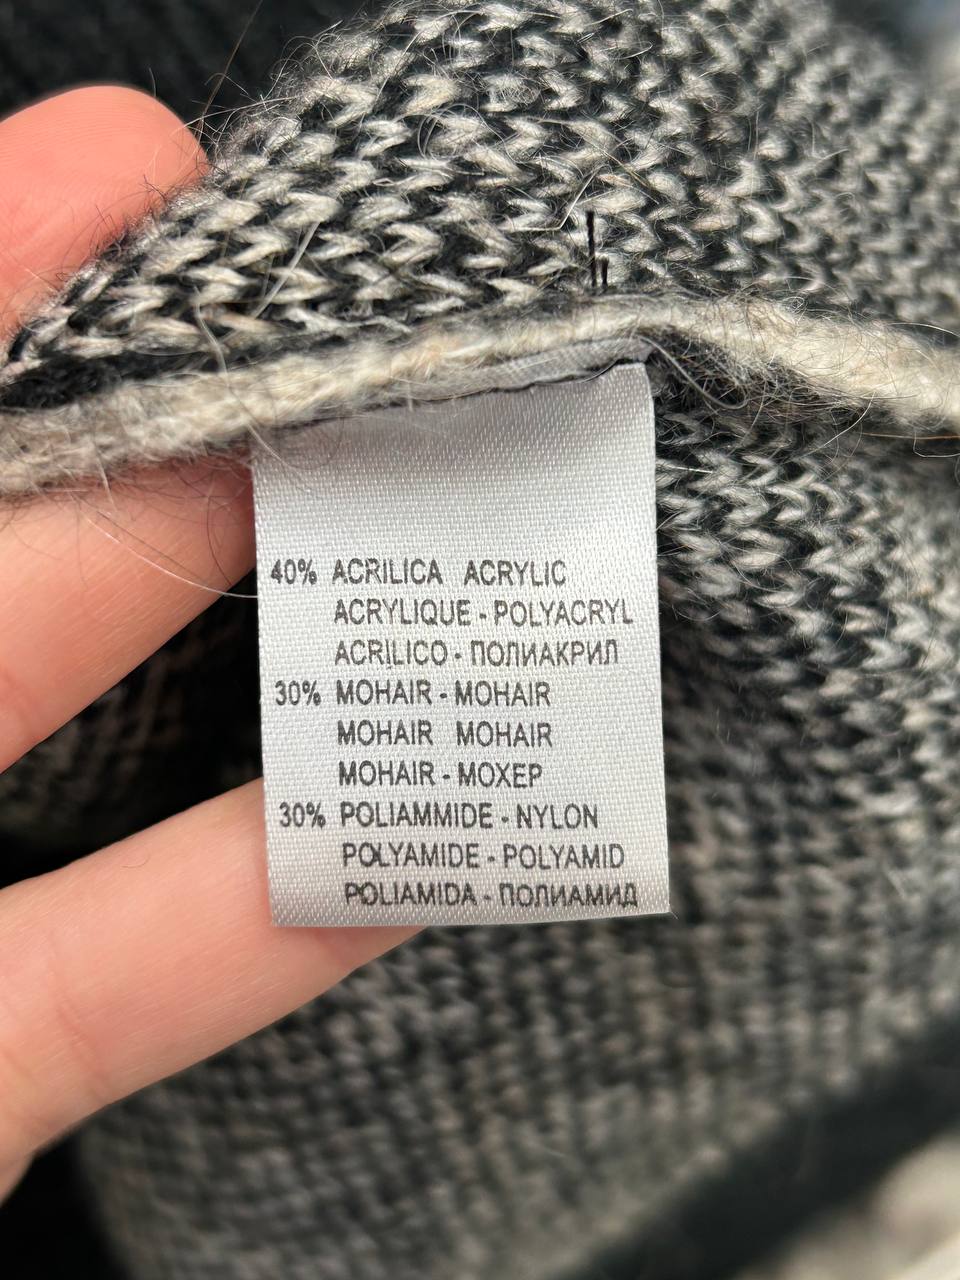 40% ACRILICA ACRYLIC
ACRYLIQUE - POLYACRYL
ACRILICO - ПОЛИАКРИЛ
30% MOHAIR - MOHAIR
MOHAIR MOHAIR
MOHAIR - МОХЕР
30% POLIAMMIDE - NYLON
POLYAMIDE - POLYAMID
POLIAMIDA - ПОЛИАМИД